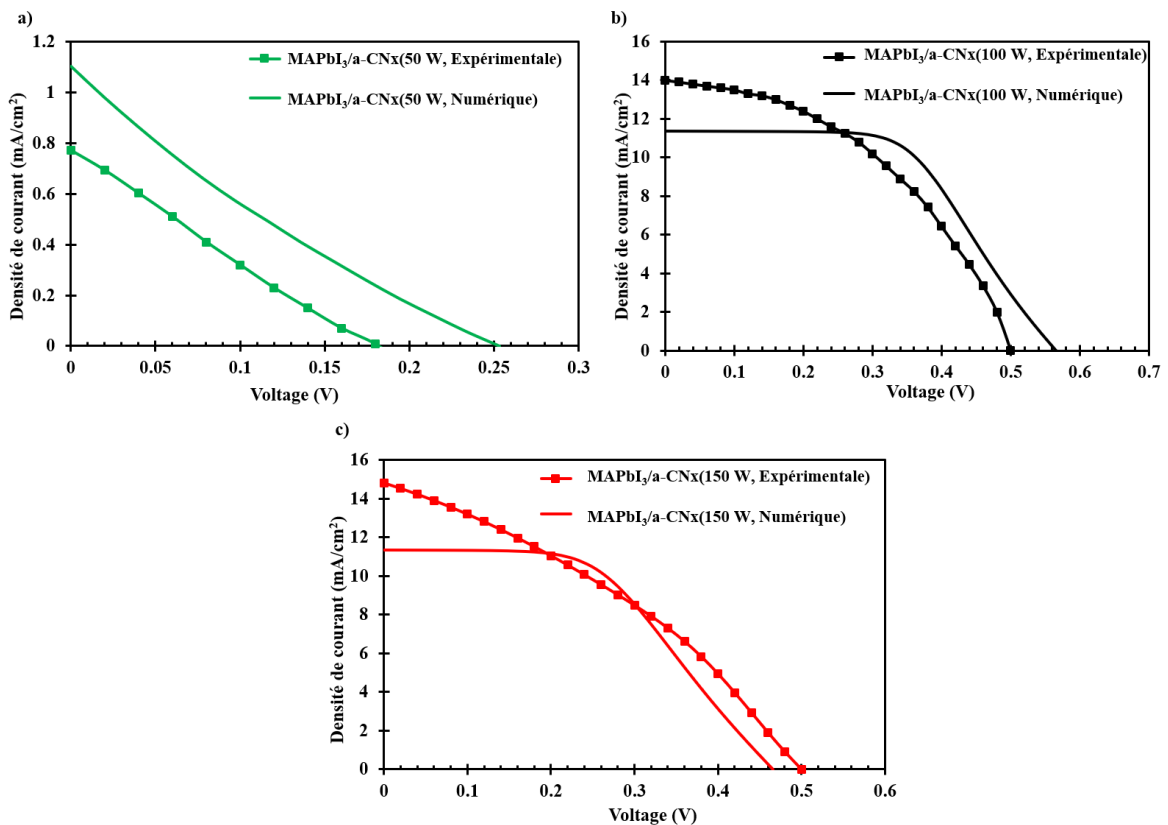 a)
MAPbI₃/a-CNx(50 W, Expérimentale)
MAPbI₃/a-CNx(50 W, Numérique)
Densité de courant (mA/cm²)
1.2
1
0.8
0.6
0.4
0.2
0
0 0.05 0.1 0.15 0.2 0.25 0.3
Voltage (V)
b)
MAPbI₃/a-CNx(100 W, Expérimentale)
MAPbI₃/a-CNx(100 W, Numérique)
Densité de courant (mA/cm²)
16
14
12
10
8
6
4
2
0
0 0.1 0.2 0.3 0.4 0.5 0.6 0.7
Voltage (V)
c)
MAPbI₃/a-CNx(150 W, Expérimentale)
MAPbI₃/a-CNx(150 W, Numérique)
Densité de courant (mA/cm²)
16
14
12
10
8
6
4
2
0
0 0.1 0.2 0.3 0.4 0.5 0.6
Voltage (V)